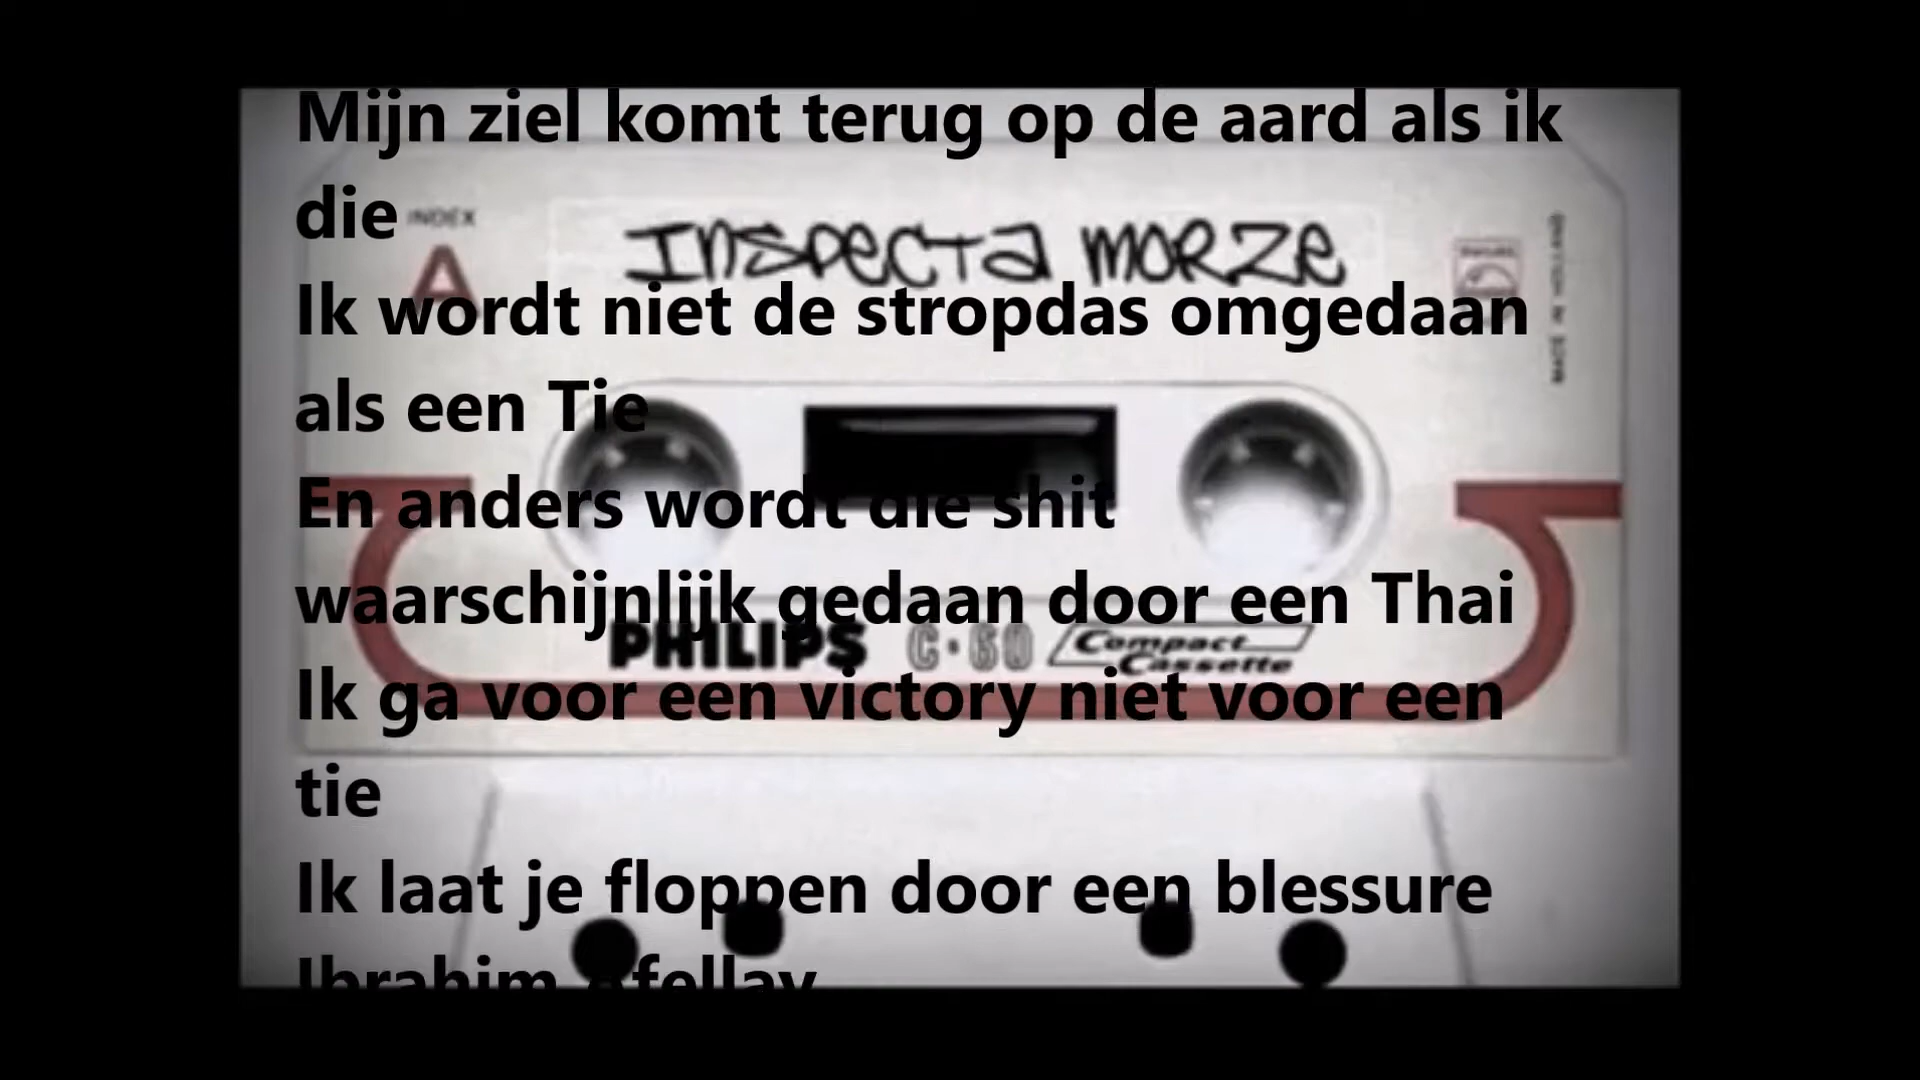 Mijn ziel komt terug op de aard als ik
die
INDEX
A
INSPECTA MORZE
Ik wordt niet de stropdas omgedaan
als een Tie
En anders wordt die shit
waarschijnlijk gedaan door een Thai
PHILIPS C-60 Compact Cassette
Ik ga voor een victory niet voor een
tie
Ik laat je floppen door een blessure
Ibrahim Afellay